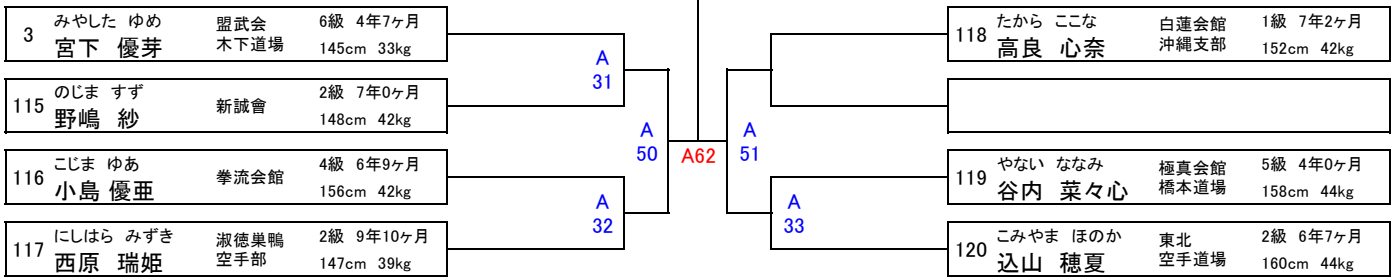 3
みやした ゆめ
宮下 優芽
盟武会
木下道場
6級 4年7ヶ月
145cm 33kg
115
のじま すず
野嶋 紗
新誠會
2級 7年0ヶ月
148cm 42kg
116
こじま ゆあ
小島 優亜
拳流会館
4級 6年9ヶ月
156cm 42kg
117
にしはら みずき
西原 瑞姫
淑徳巣鴨
空手部
2級 9年10ヶ月
147cm 39kg
A
31
A
32
A
50
A62
A
51
A
33
118
たから ここな
高良 心奈
白蓮会館
沖縄支部
1級 7年2ヶ月
152cm 42kg
119
やない ななみ
谷内 菜々心
極真会館
橋本道場
5級 4年0ヶ月
158cm 44kg
120
こみやま ほのか
込山 穂夏
東北
空手道場
2級 6年7ヶ月
160cm 44kg